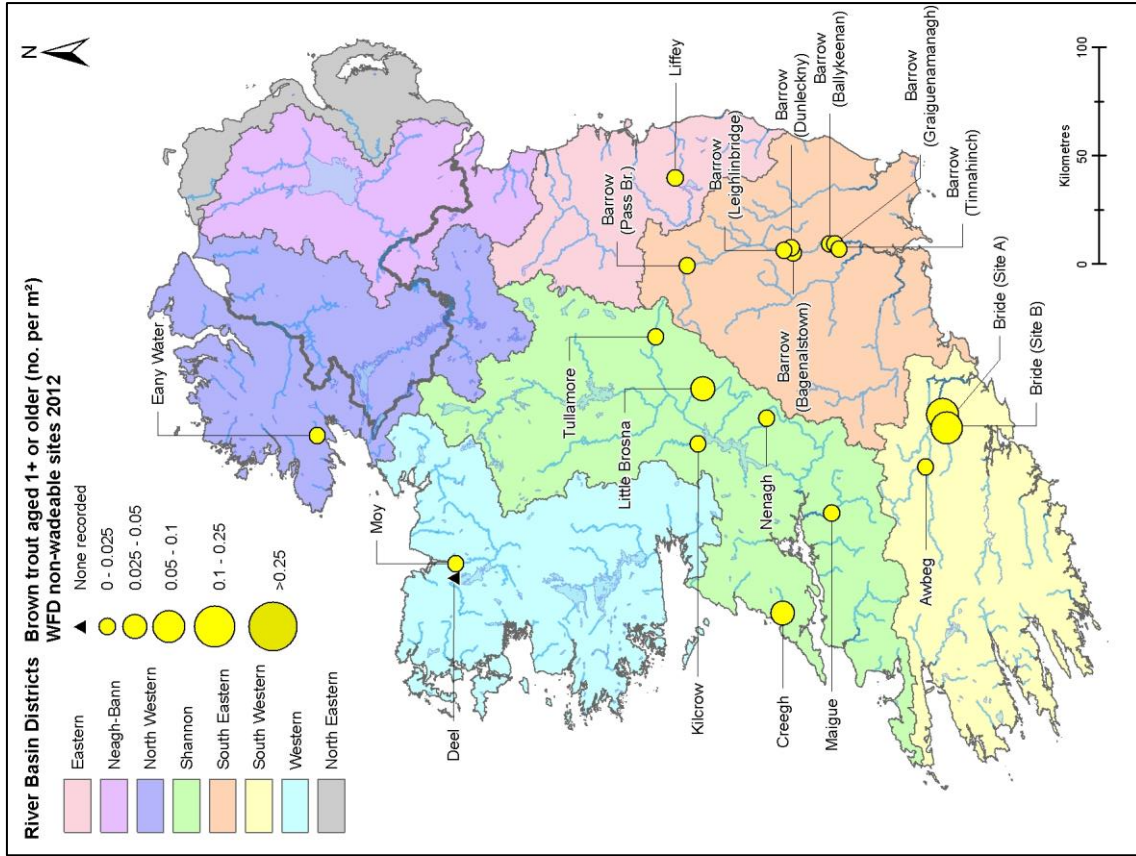 River Basin Districts
Eastern
Neagh-Bann
North Western
Shannon
South Eastern
South Western
Western
North Eastern
Brown trout aged 1+ or older (no. per m²)
WFD non-wadeable sites 2012
None recorded
0 - 0.025
0.025 - 0.05
0.05 - 0.1
0.1 - 0.25
>0.25
N
Eany Water
Moy
Deel
Tullamore
Little Brosna
Kilcrow
Nenagh
Creegh
Maigue
Awbeg
Liffey
Barrow
(Pass Br.)
Barrow
(Leighlinbridge)
Barrow
(Bagenalstown)
Barrow
(Dunleckny)
Barrow
(Ballykeenan)
Barrow
(Graiguenamanagh)
Barrow
(Tinnahinch)
Bride (Site A)
Bride (Site B)
0
50
100
Kilometres